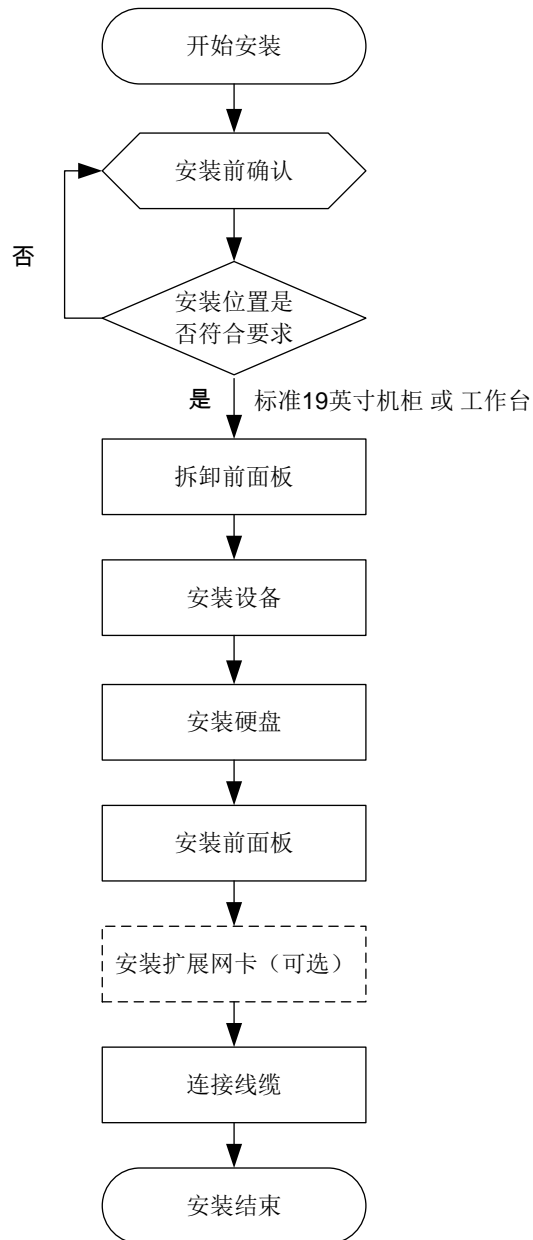 开始安装
安装前确认
否
安装位置是
否符合要求
是 标准19英寸机柜 或 工作台
拆卸前面板
安装设备
安装硬盘
安装前面板
安装扩展网卡（可选）
连接线缆
安装结束